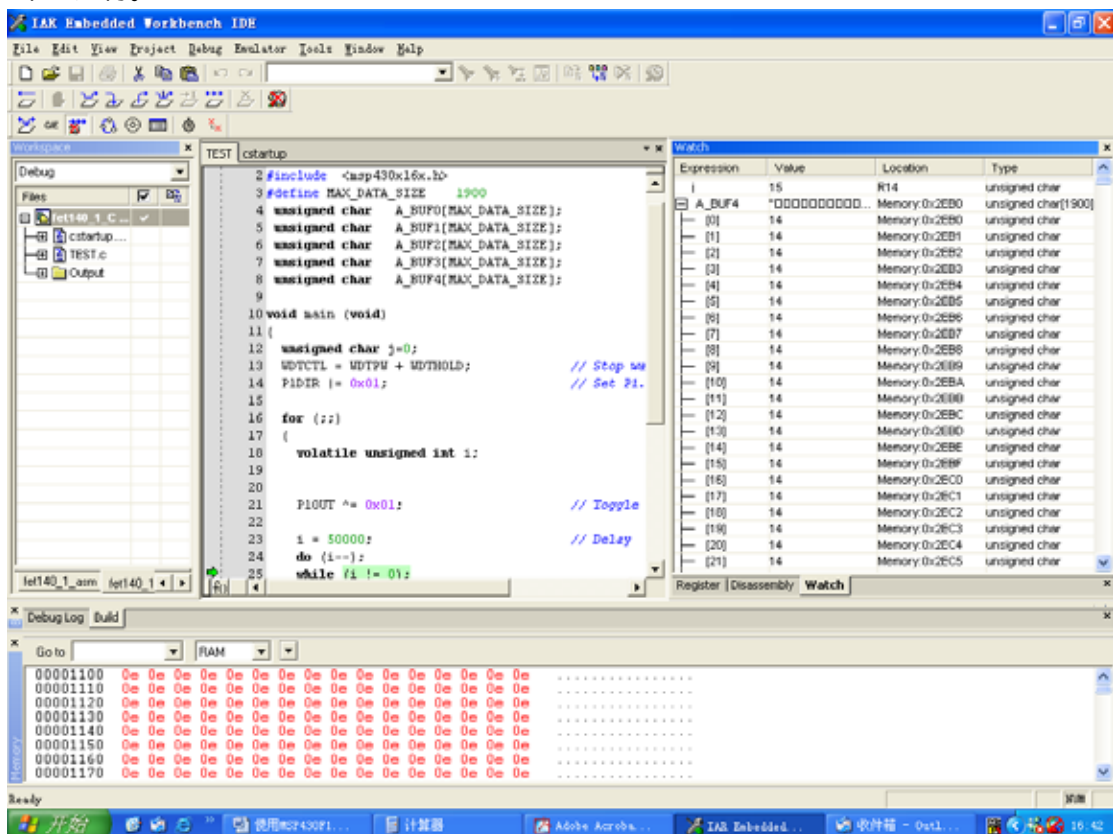 IAR Embedded Workbench IDE
File Edit View Project Debug Emulator Tools Window Help
Workspace
Debug
Files
fet140_1_C ...
cstartup....
TEST.c
Output
fet140_1_asm fet140_1
TEST cstartup
2 #include <msp430x16x.h>
3 #define MAX_DATA_SIZE 1900
4 unsigned char A_BUF0[MAX_DATA_SIZE];
5 unsigned char A_BUF1[MAX_DATA_SIZE];
6 unsigned char A_BUF2[MAX_DATA_SIZE];
7 unsigned char A_BUF3[MAX_DATA_SIZE];
8 unsigned char A_BUF4[MAX_DATA_SIZE];
9
10 void main (void)
11 {
12 unsigned char j=0;
13 WDTCTL = WDTPW + WDTHOLD; // Stop wa
14 P1DIR |= 0x01; // Set P1.
15
16 for (;;)
17 {
18 volatile unsigned int i;
19
20
21 P1OUT ^= 0x01; // Toggle
22
23 i = 50000; // Delay
24 do (i--);
25 while (i != 0);
Watch
Expression Value Location Type
j 15 R14 unsigned char
A_BUF4 "□□□□□□□□□□... Memory:0x2EB0 unsigned char[1900]
[0] 14 Memory:0x2EB0 unsigned char
[1] 14 Memory:0x2EB1 unsigned char
[2] 14 Memory:0x2EB2 unsigned char
[3] 14 Memory:0x2EB3 unsigned char
[4] 14 Memory:0x2EB4 unsigned char
[5] 14 Memory:0x2EB5 unsigned char
[6] 14 Memory:0x2EB6 unsigned char
[7] 14 Memory:0x2EB7 unsigned char
[8] 14 Memory:0x2EB8 unsigned char
[9] 14 Memory:0x2EB9 unsigned char
[10] 14 Memory:0x2EBA unsigned char
[11] 14 Memory:0x2EBB unsigned char
[12] 14 Memory:0x2EBC unsigned char
[13] 14 Memory:0x2EBD unsigned char
[14] 14 Memory:0x2EBE unsigned char
[15] 14 Memory:0x2EBF unsigned char
[16] 14 Memory:0x2EC0 unsigned char
[17] 14 Memory:0x2EC1 unsigned char
[18] 14 Memory:0x2EC2 unsigned char
[19] 14 Memory:0x2EC3 unsigned char
[20] 14 Memory:0x2EC4 unsigned char
[21] 14 Memory:0x2EC5 unsigned char
Register Disassembly Watch
Debug Log Build
Go to RAM
Memory
00001100 0e 0e 0e 0e 0e 0e 0e 0e 0e 0e 0e 0e 0e 0e 0e 0e ................
00001110 0e 0e 0e 0e 0e 0e 0e 0e 0e 0e 0e 0e 0e 0e 0e 0e ................
00001120 0e 0e 0e 0e 0e 0e 0e 0e 0e 0e 0e 0e 0e 0e 0e 0e ................
00001130 0e 0e 0e 0e 0e 0e 0e 0e 0e 0e 0e 0e 0e 0e 0e 0e ................
00001140 0e 0e 0e 0e 0e 0e 0e 0e 0e 0e 0e 0e 0e 0e 0e 0e ................
00001150 0e 0e 0e 0e 0e 0e 0e 0e 0e 0e 0e 0e 0e 0e 0e 0e ................
00001160 0e 0e 0e 0e 0e 0e 0e 0e 0e 0e 0e 0e 0e 0e 0e 0e ................
00001170 0e 0e 0e 0e 0e 0e 0e 0e 0e 0e 0e 0e 0e 0e 0e 0e ................
Ready NUM
开始 使用MSP430F1... 计算器 Adobe Acroba... IAR Embedded... 收件箱 - Outl... 16:42